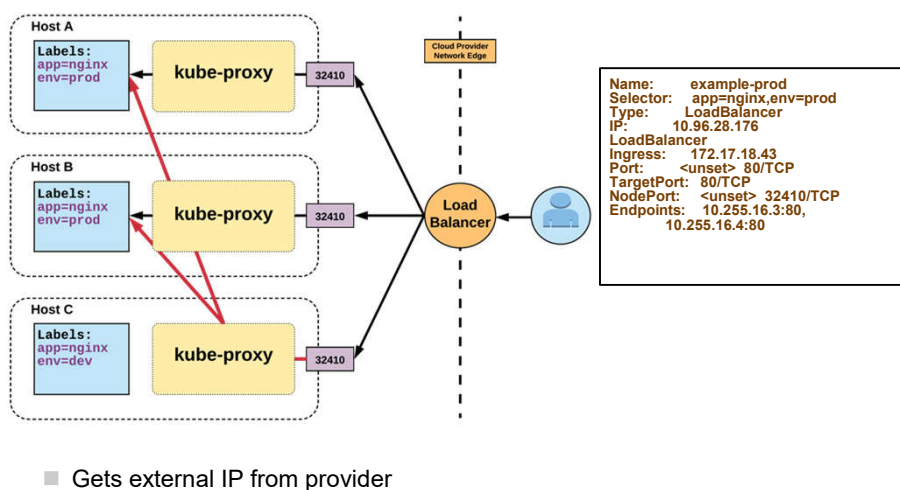 Host A
Labels:
app=nginx
env=prod
kube-proxy
32410
Cloud Provider
Network Edge
Host B
Labels:
app=nginx
env=prod
kube-proxy
32410
Load
Balancer
Host C
Labels:
app=nginx
env=dev
kube-proxy
32410
Name: example-prod
Selector: app=nginx,env=prod
Type: LoadBalancer
IP: 10.96.28.176
LoadBalancer
Ingress: 172.17.18.43
Port: <unset> 80/TCP
TargetPort: 80/TCP
NodePort: <unset> 32410/TCP
Endpoints: 10.255.16.3:80,
10.255.16.4:80
Gets external IP from provider